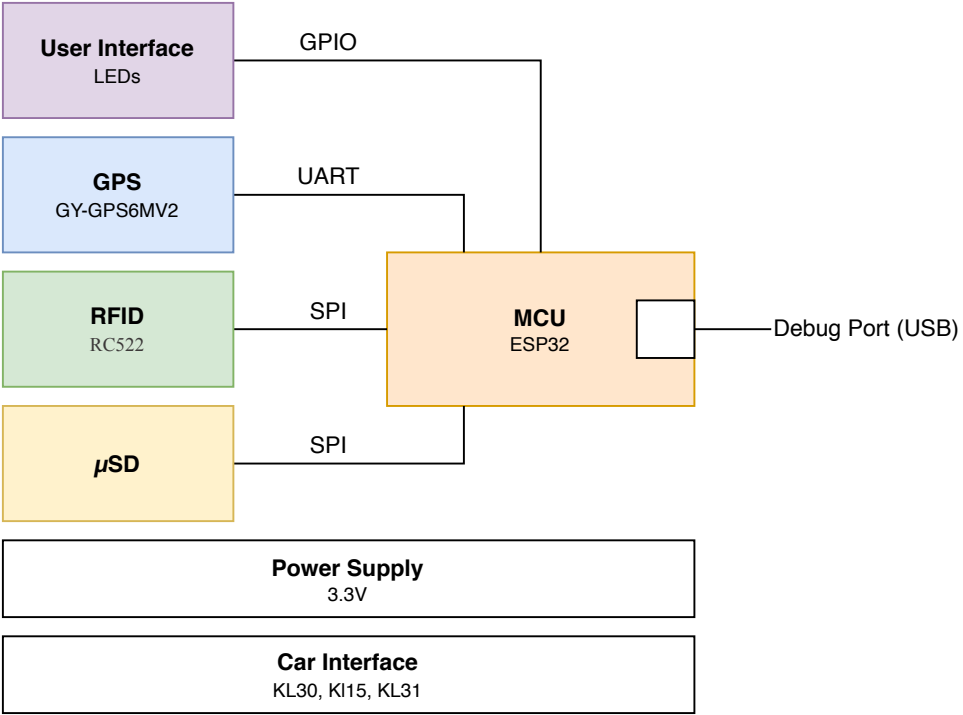 User Interface
LEDs
GPIO
GPS
GY-GPS6MV2
UART
RFID
RC522
SPI
MCU
ESP32
Debug Port (USB)
µSD
SPI
Power Supply
3.3V
Car Interface
KL30, Kl15, KL31